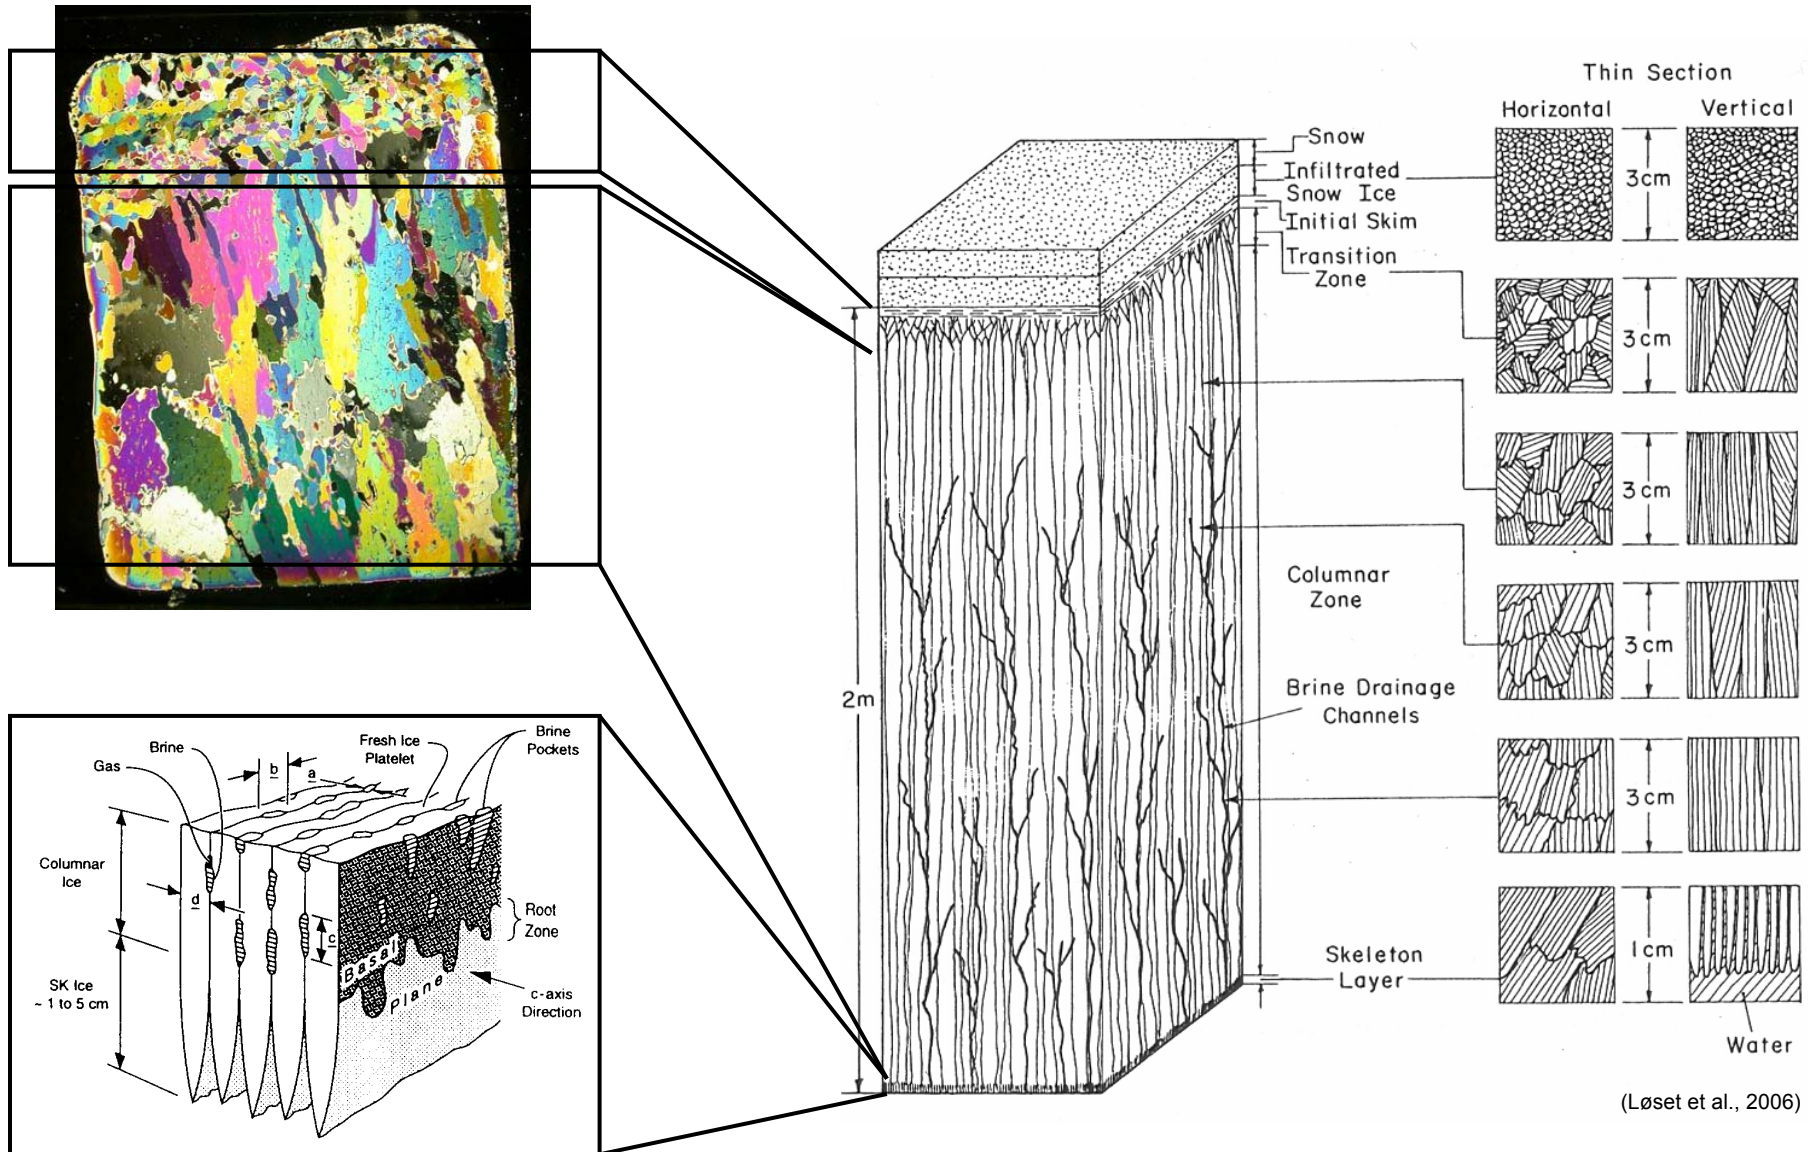 Thin Section
Horizontal
Vertical
Snow
Infiltrated
Snow Ice
Initial Skim
Transition
Zone
3cm
3cm
3cm
3cm
3cm
1cm
Columnar
Zone
Brine Drainage
Channels
2m
Skeleton
Layer
Water
(Løset et al., 2006)
Brine
Gas
Fresh Ice
Platelet
Brine
Pockets
b
a
Columnar
Ice
d
c
Root
Zone
Basal
Plane
SK Ice
~ 1 to 5 cm
c-axis
Direction